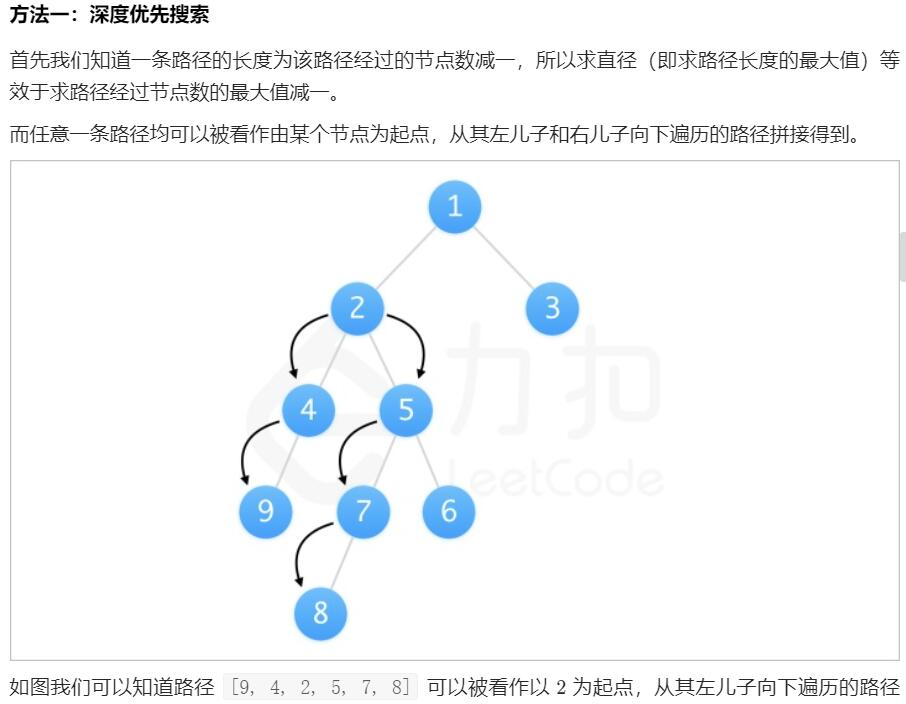 方法一：深度优先搜索
首先我们知道一条路径的长度为该路径经过的节点数减一，所以求直径（即求路径长度的最大值）等
效于求路径经过节点数的最大值减一。
而任意一条路径均可以被看作由某个节点为起点，从其左儿子和右儿子向下遍历的路径拼接得到。
1
2
3
力扣
4
5
LeetCode
9
7
6
8
如图我们可以知道路径 [9, 4, 2, 5, 7, 8] 可以被看作以 2 为起点，从其左儿子向下遍历的路径